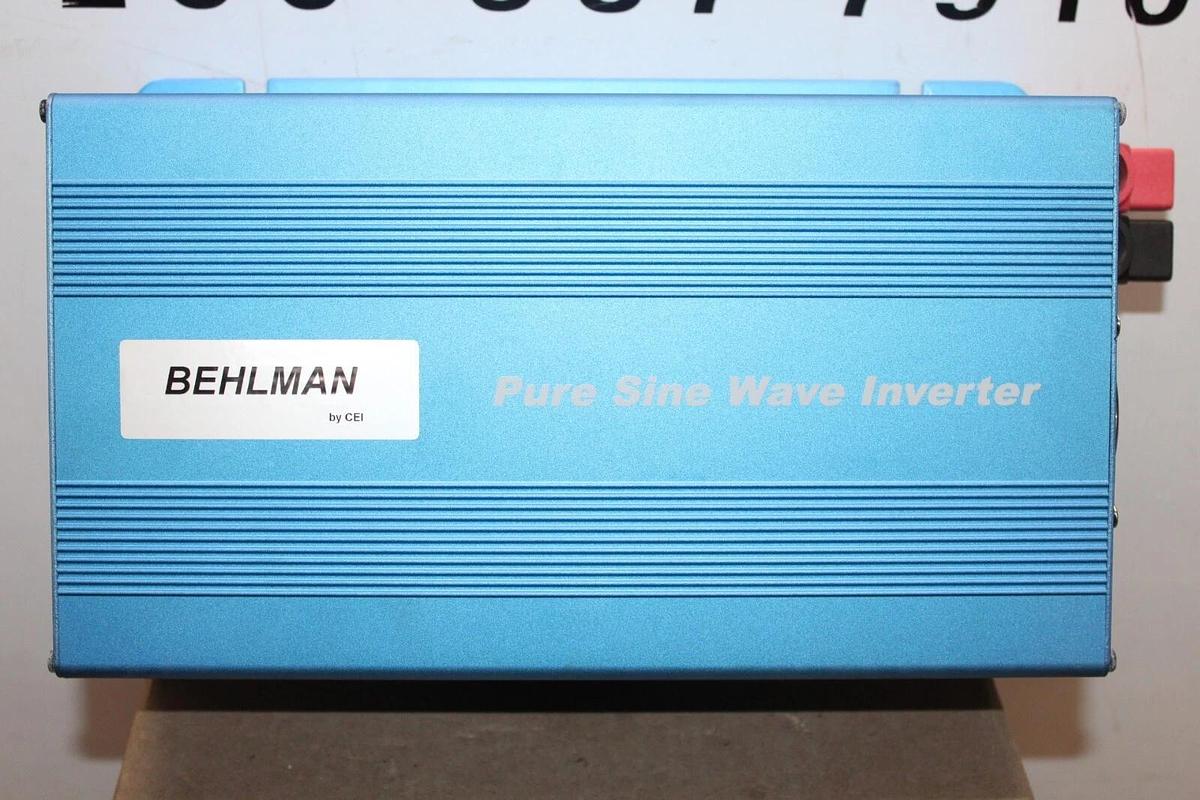 BEHLMAN
by CEI
Pure Sine Wave Inverter